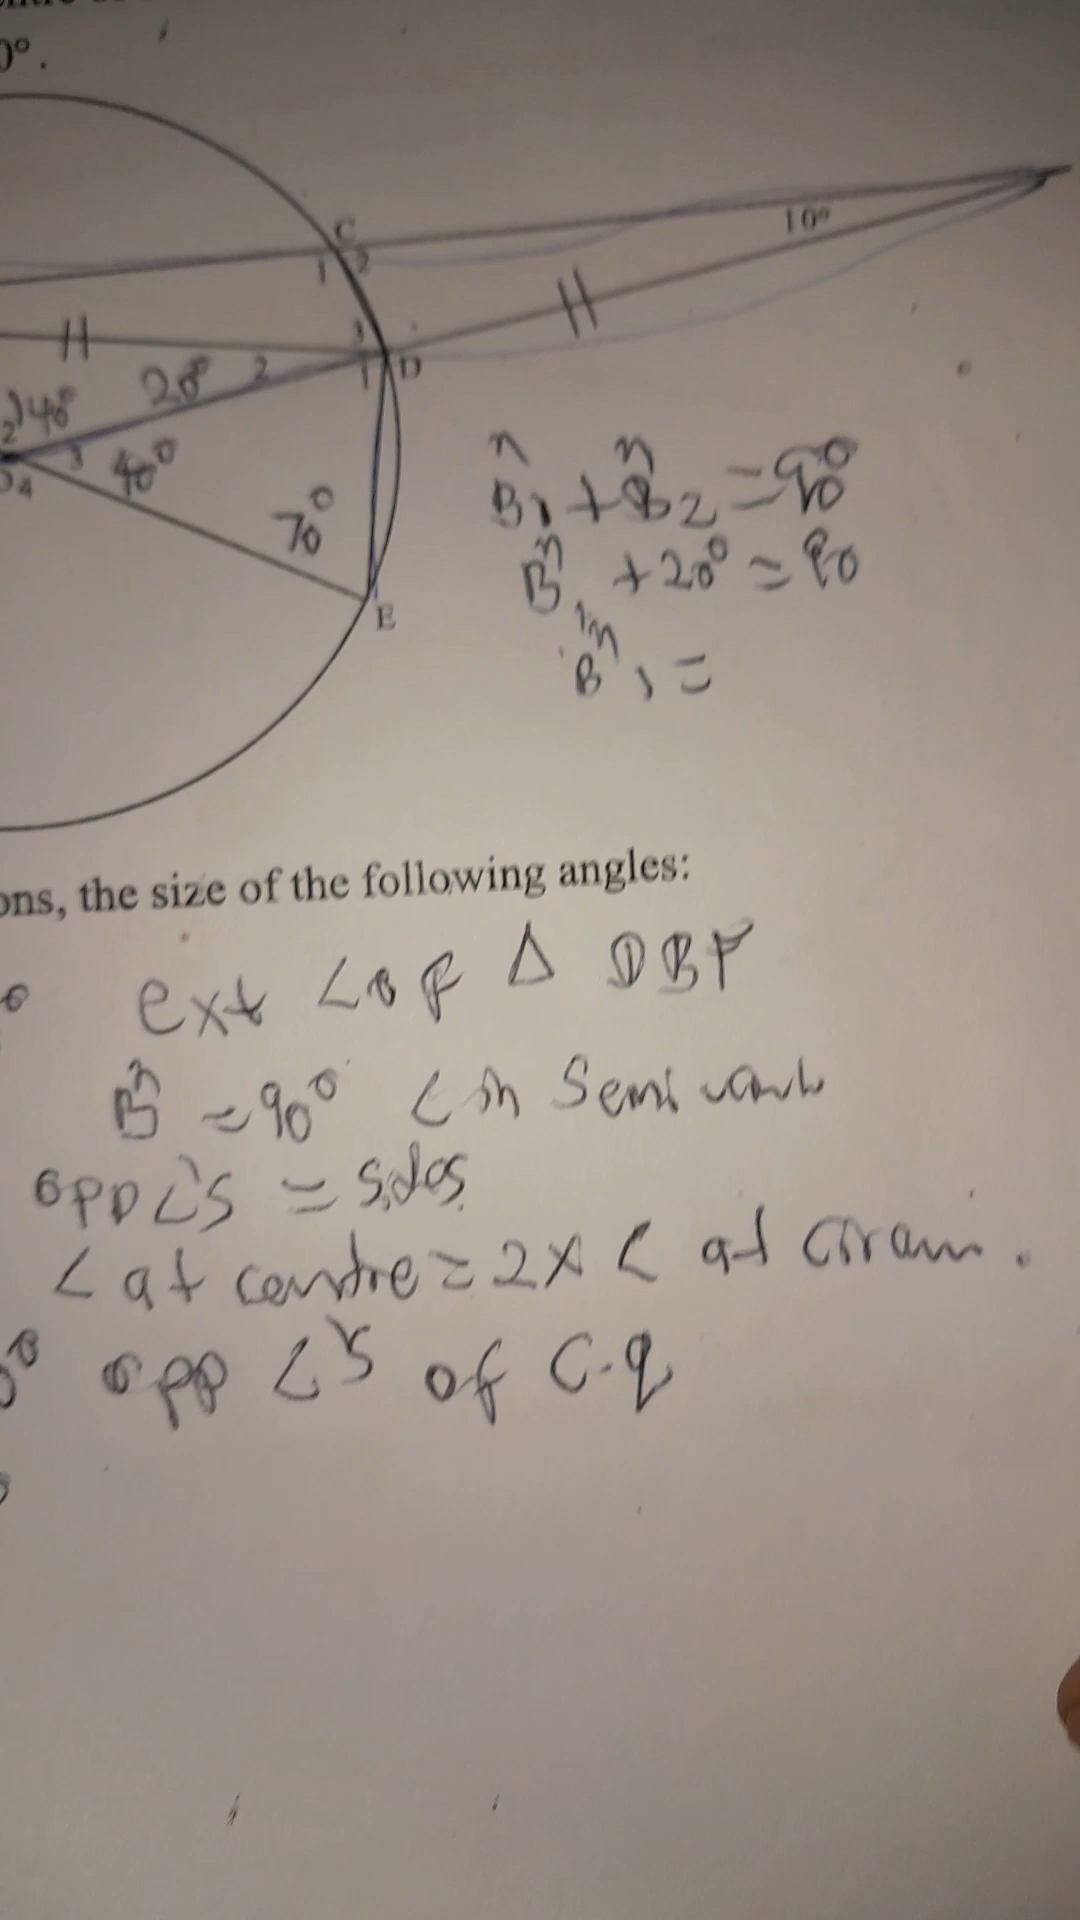 0°.
C
1 2
10°
3
20° 2
1 D
2 40°
3 40°
4
70°
E
B̂1 + B̂2 = 90°
B̂1 + 20° = 90
B̂1 =
ons, the size of the following angles:
ext ∠ OF Δ DBF
B̂ = 90° ∠ in Semi
opp ∠'s = sides
∠ at centre = 2x ∠ at circum.
opp ∠'s of c.q